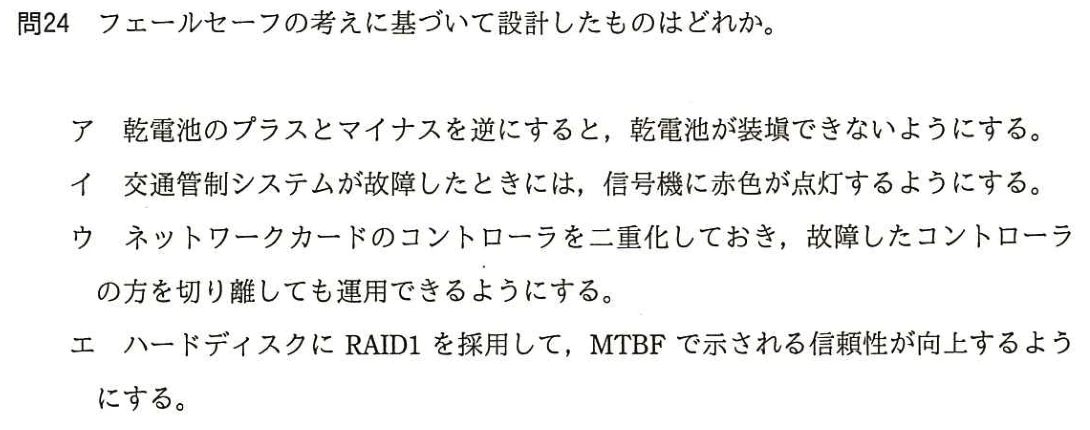 問24　フェールセーフの考えに基づいて設計したものはどれか。
ア　乾電池のプラスとマイナスを逆にすると，乾電池が装塡できないようにする。
イ　交通管制システムが故障したときには，信号機に赤色が点灯するようにする。
ウ　ネットワークカードのコントローラを二重化しておき，故障したコントローラ
の方を切り離しても運用できるようにする。
エ　ハードディスクに RAID1 を採用して，MTBF で示される信頼性が向上するよう
にする。